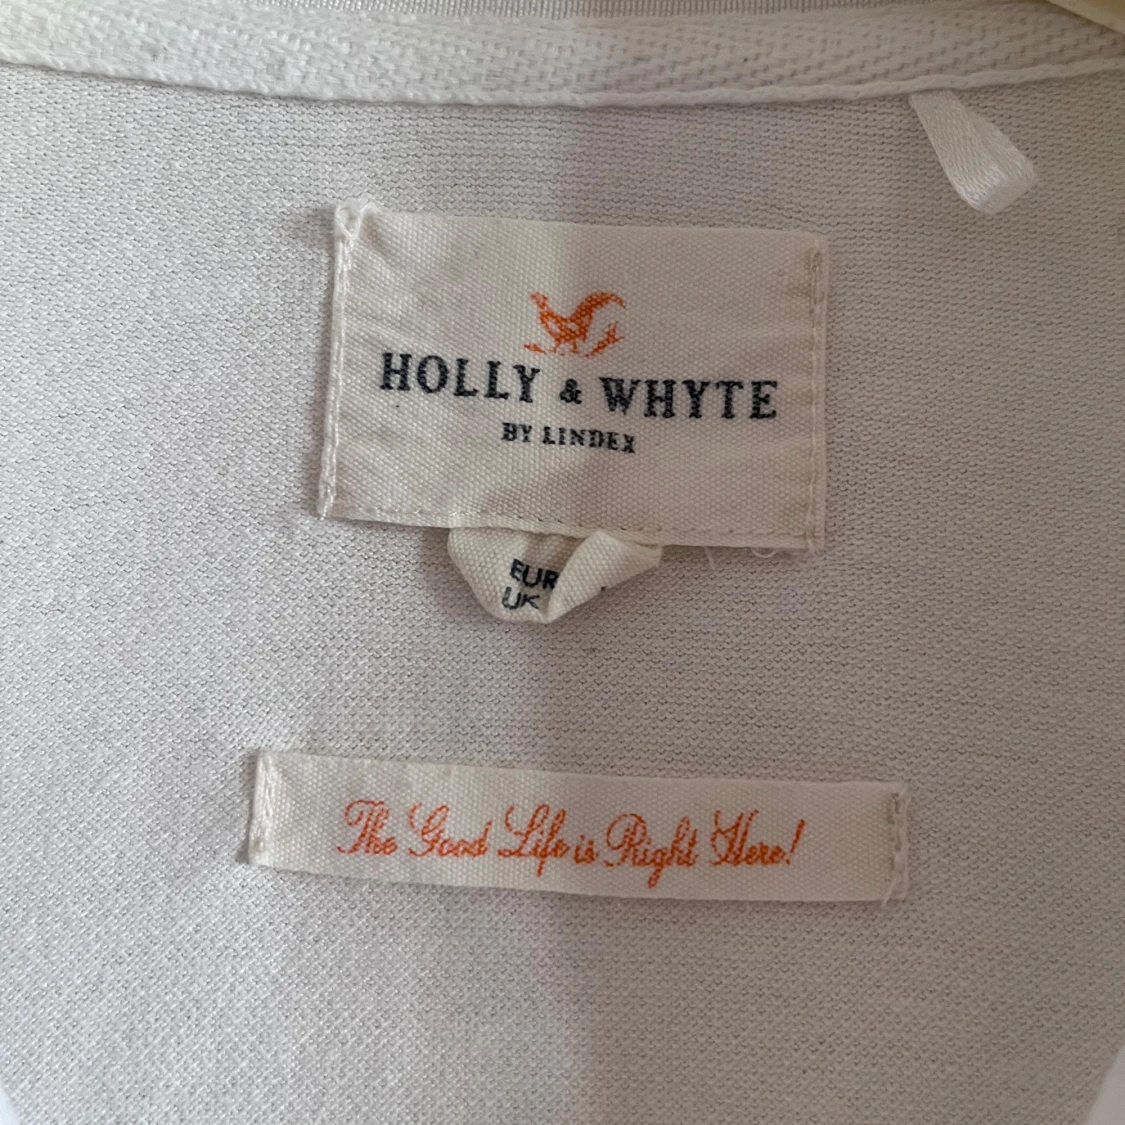 HOLLY & WHYTE
BY LINDEX
EUR
UK
The Good Life is Right Here!